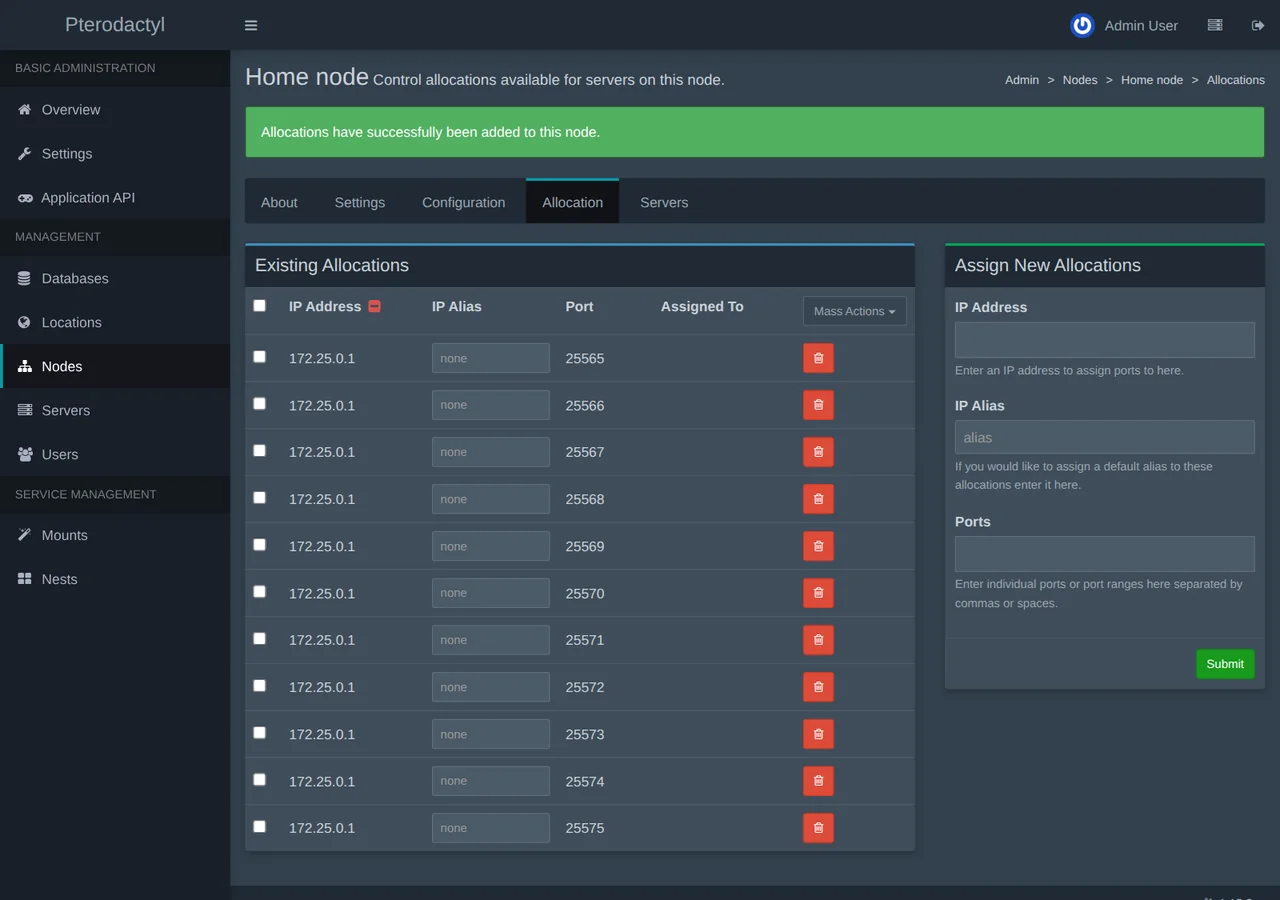 Pterodactyl
Admin User
BASIC ADMINISTRATION
Overview
Settings
Application API
MANAGEMENT
Databases
Locations
Nodes
Servers
Users
SERVICE MANAGEMENT
Mounts
Nests
Home node Control allocations available for servers on this node.
Admin > Nodes > Home node > Allocations
Allocations have successfully been added to this node.
About Settings Configuration Allocation Servers
Existing Allocations
IP Address IP Alias Port Assigned To Mass Actions
172.25.0.1 none 25565
172.25.0.1 none 25566
172.25.0.1 none 25567
172.25.0.1 none 25568
172.25.0.1 none 25569
172.25.0.1 none 25570
172.25.0.1 none 25571
172.25.0.1 none 25572
172.25.0.1 none 25573
172.25.0.1 none 25574
172.25.0.1 none 25575
Assign New Allocations
IP Address
Enter an IP address to assign ports to here.
IP Alias
alias
If you would like to assign a default alias to these
allocations enter it here.
Ports
Enter individual ports or port ranges here separated by
commas or spaces.
Submit